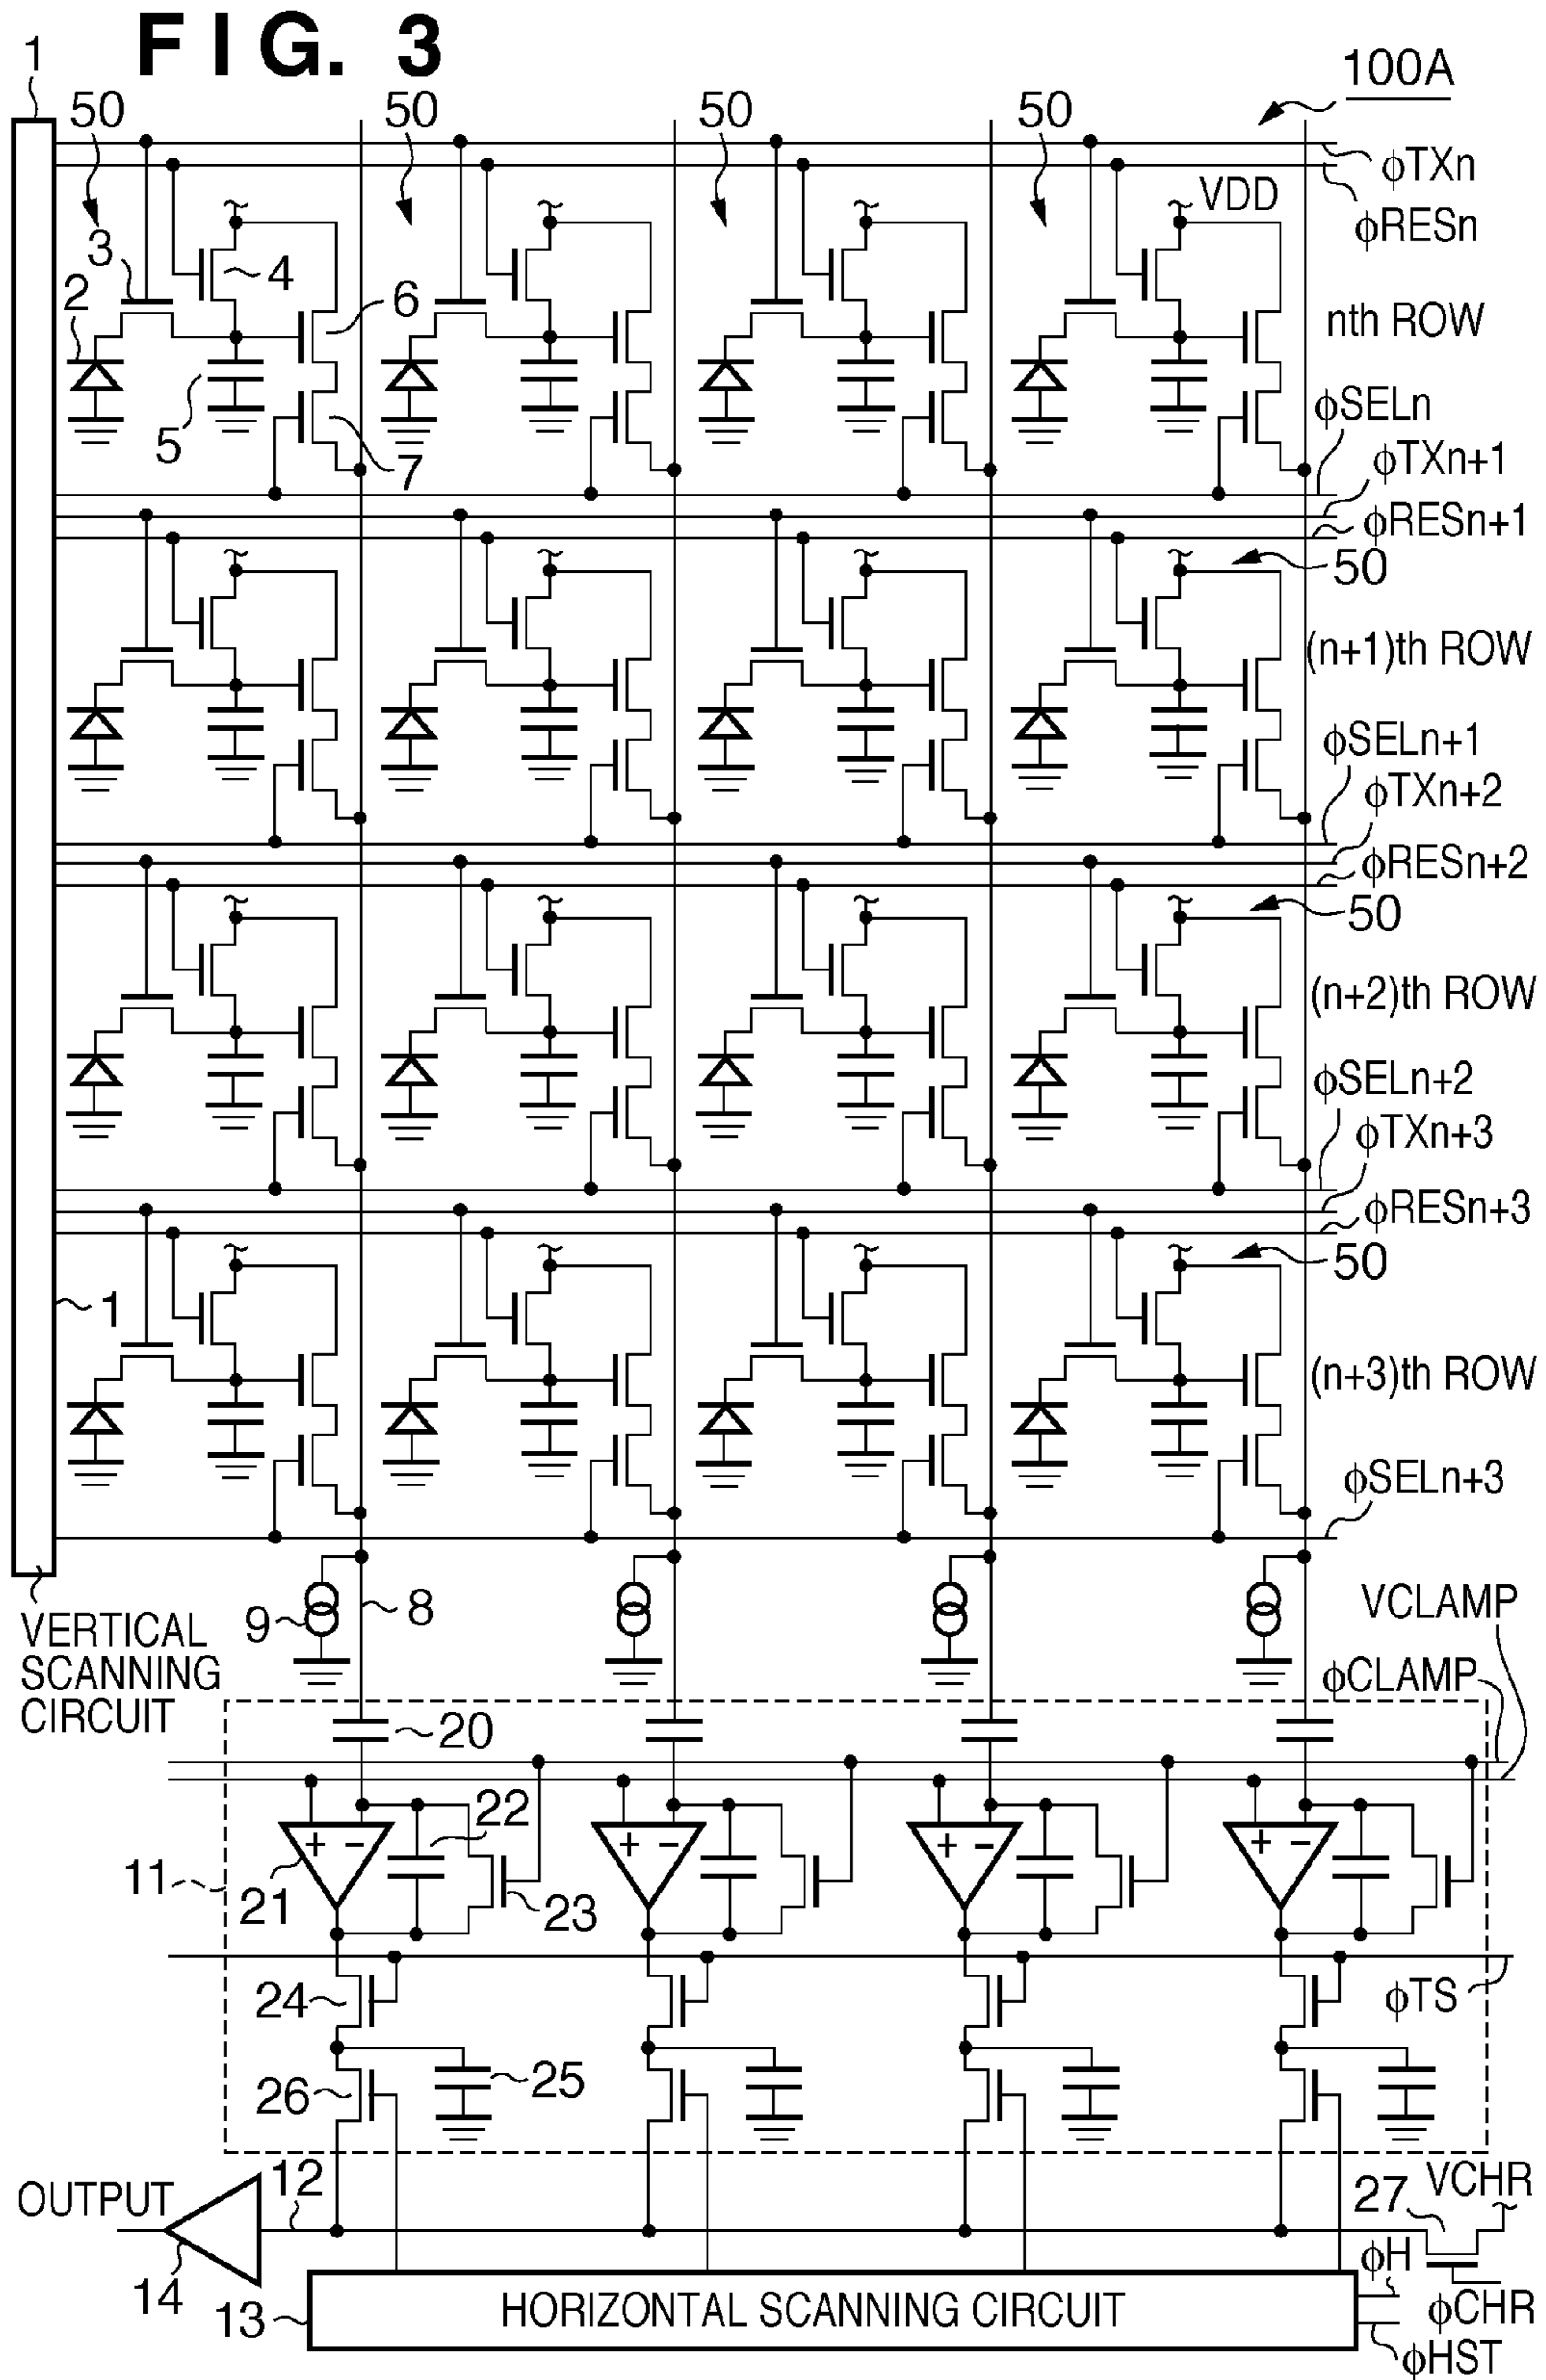 FIG. 3
1
100A
50 50 50 50
ϕTXn
ϕRESn
VDD
3
4
2
6
nth ROW
5
7
ϕSELn
ϕTXn+1
ϕRESn+1
50
(n+1)th ROW
ϕSELn+1
ϕTXn+2
ϕRESn+2
50
(n+2)th ROW
ϕSELn+2
ϕTXn+3
ϕRESn+3
50
1
(n+3)th ROW
ϕSELn+3
9
8
VCLAMP
VERTICAL
SCANNING
CIRCUIT
ϕCLAMP
20
22
+ − + − + − + −
11
21
23
24
ϕTS
26
25
OUTPUT
12
27
VCHR
14
ϕH
13
HORIZONTAL SCANNING CIRCUIT
ϕCHR
ϕHST